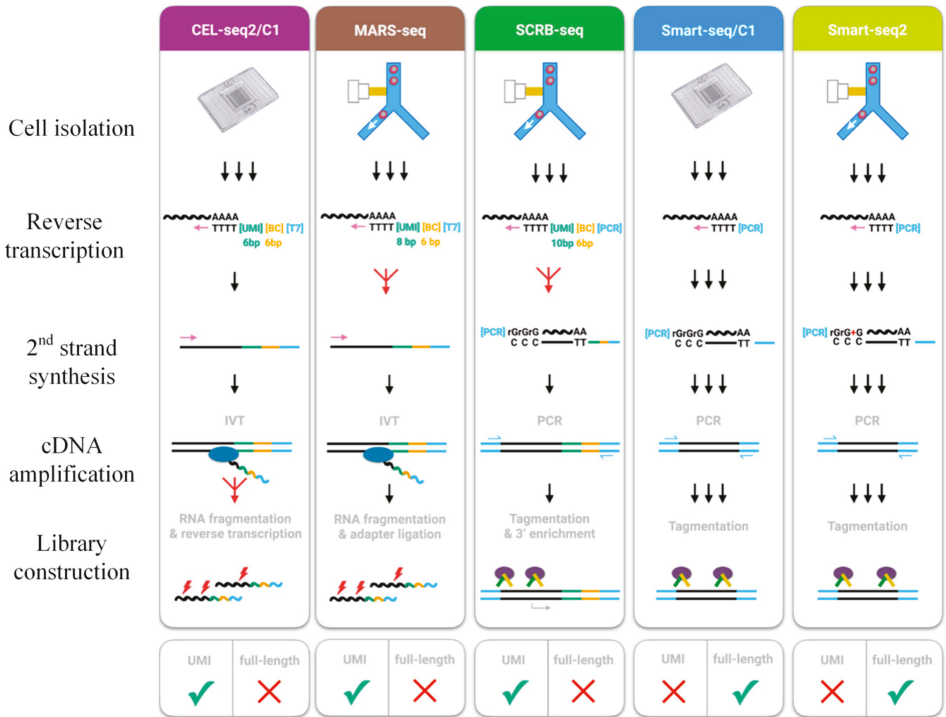 CEL-seq2/C1 MARS-seq SCRB-seq Smart-seq/C1 Smart-seq2
Cell isolation
Reverse
transcription
AAAA AAAA AAAA AAAA AAAA
TTTT [UMI] [BC] [T7] TTTT [UMI] [BC] [T7] TTTT [UMI] [BC] [PCR] TTTT [PCR] TTTT [PCR]
6bp 6bp 8 bp 6 bp 10bp 6bp
2nd strand
synthesis
[PCR] rGrGrG AA [PCR] rGrGrG AA [PCR] rGrG+G AA
C C C TT C C C TT C C C TT
cDNA
amplification
IVT IVT PCR PCR PCR
Library
construction
RNA fragmentation
& reverse transcription
RNA fragmentation
& adapter ligation
Tagmentation
& 3' enrichment
Tagmentation
Tagmentation
UMI full-length UMI full-length UMI full-length UMI full-length UMI full-length